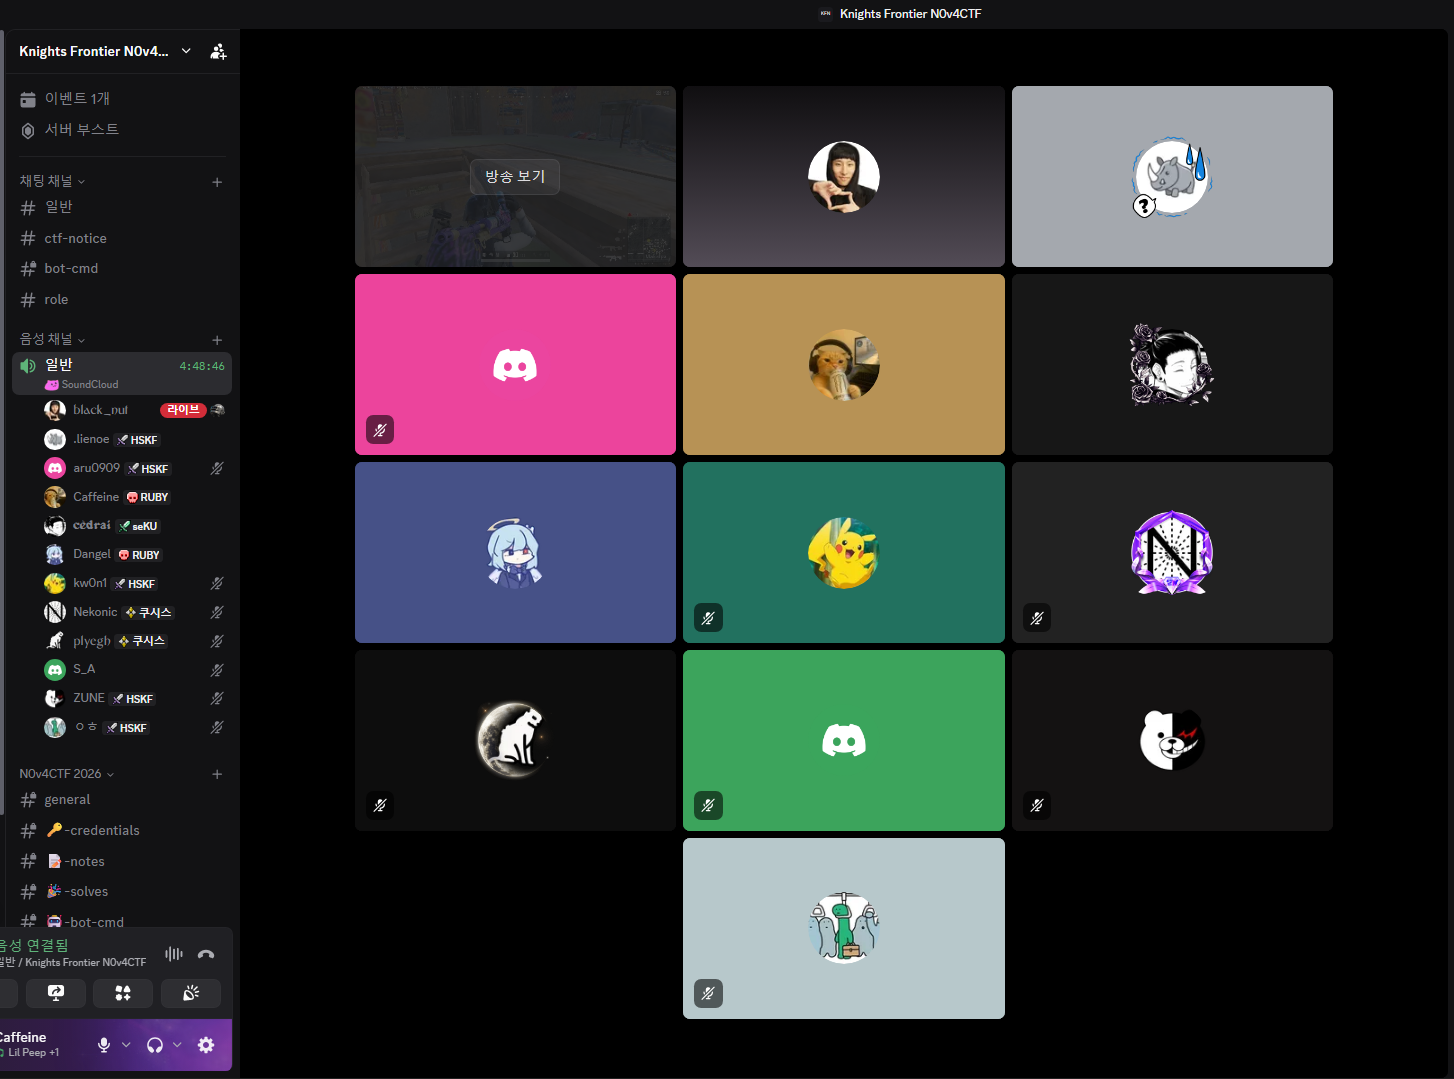 Knights Frontier N0v4CTF
Knights Frontier N0v4...
이벤트 1개
서버 부스트
채팅 채널
일반
ctf-notice
bot-cmd
role
음성 채널
일반 4:48:46
SoundCloud
black_nut 라이브
.lienoe HSKF
aru0909 HSKF
Caffeine RUBY
cedrai seKU
Dangel RUBY
kw0n1 HSKF
Nekonic 쿠시스
plyegb 쿠시스
S_A
ZUNE HSKF
ㅇㅎ HSKF
N0v4CTF 2026
general
-credentials
-notes
-solves
-bot-cmd
음성 연결됨
일반 / Knights Frontier N0v4CTF
Caffeine
Lil Peep +1
방송 보기
?
N